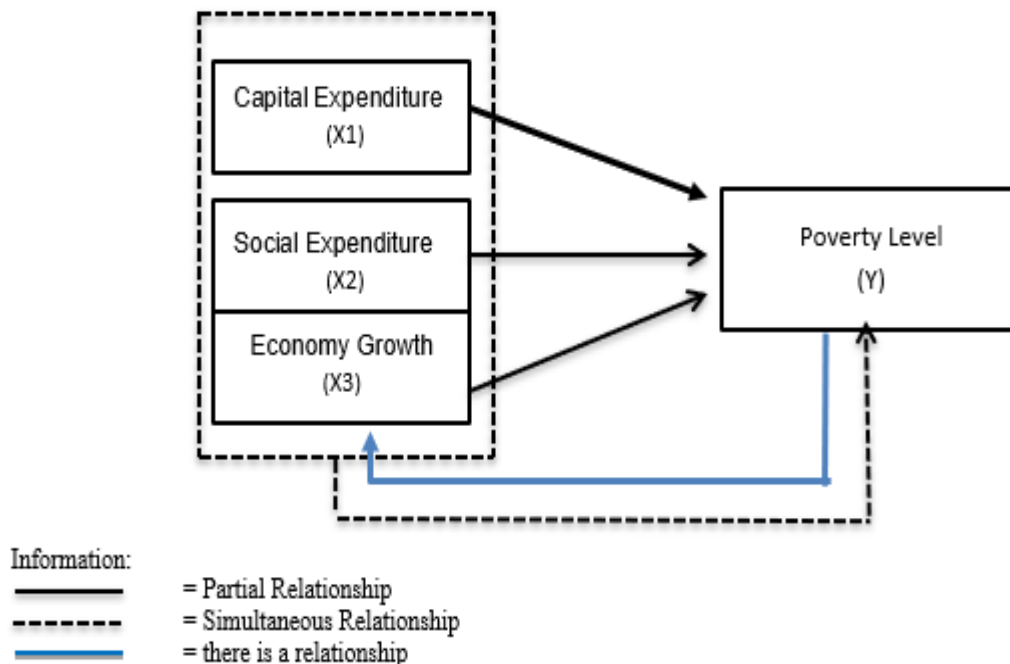 Capital Expenditure
(X1)
Social Expenditure
(X2)
Economy Growth
(X3)
Poverty Level
(Y)
Information:
= Partial Relationship
= Simultaneous Relationship
= there is a relationship